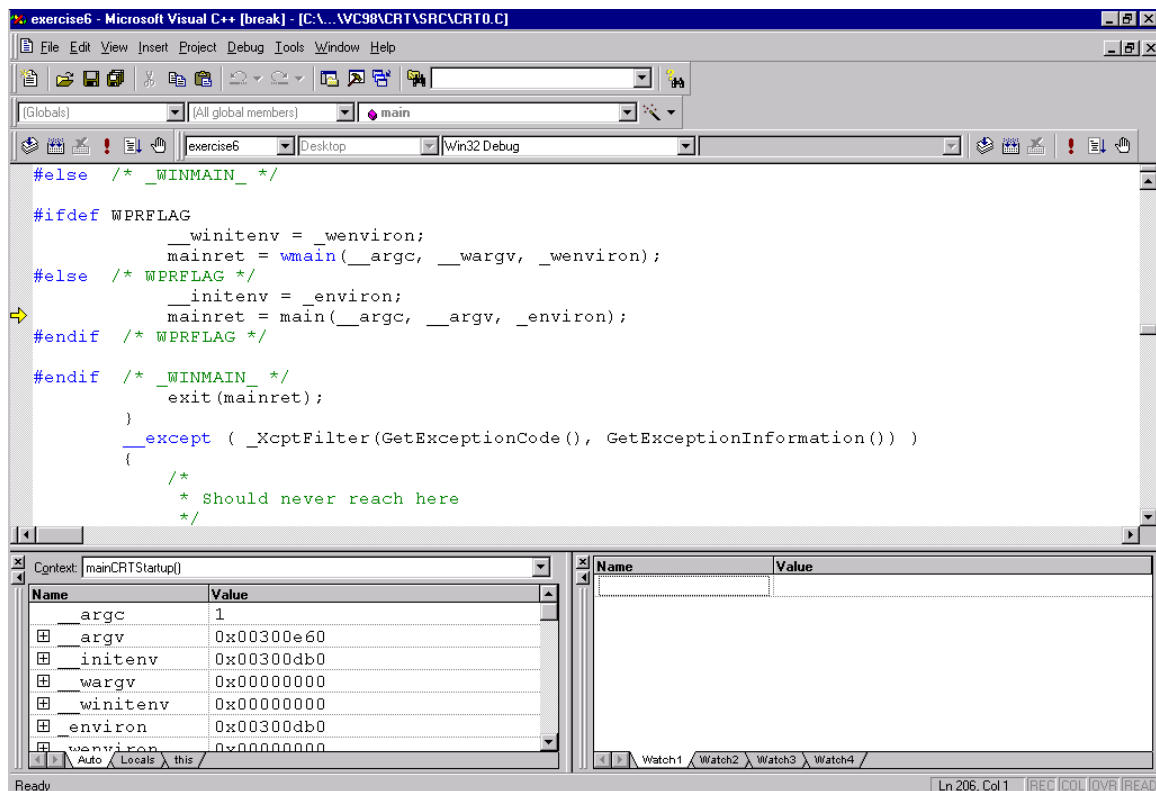 exercise6 - Microsoft Visual C++ [break] - [C:\...\VC98\CRT\SRC\CRT0.C]
File Edit View Insert Project Debug Tools Window Help
(Globals) [All global members) main
exercise6 Desktop Win32 Debug
#else /* _WINMAIN_ */
#ifdef WPRFLAG
__winitenv = _wenviron;
mainret = wmain(__argc, __wargv, _wenviron);
#else /* WPRFLAG */
__initenv = _environ;
mainret = main(__argc, __argv, _environ);
#endif /* WPRFLAG */
#endif /* _WINMAIN_ */
exit(mainret);
}
__except ( _XcptFilter(GetExceptionCode(), GetExceptionInformation()) )
{
/*
* Should never reach here
*/
Context: mainCRTStartup()
Name Value
__argc 1
__argv 0x00300e60
__initenv 0x00300db0
__wargv 0x00000000
__winitenv 0x00000000
_environ 0x00300db0
_wenviron 0x00000000
Auto Locals this
Name Value
Watch1 Watch2 Watch3 Watch4
Ready Ln 206, Col 1 REC COL OVR READ